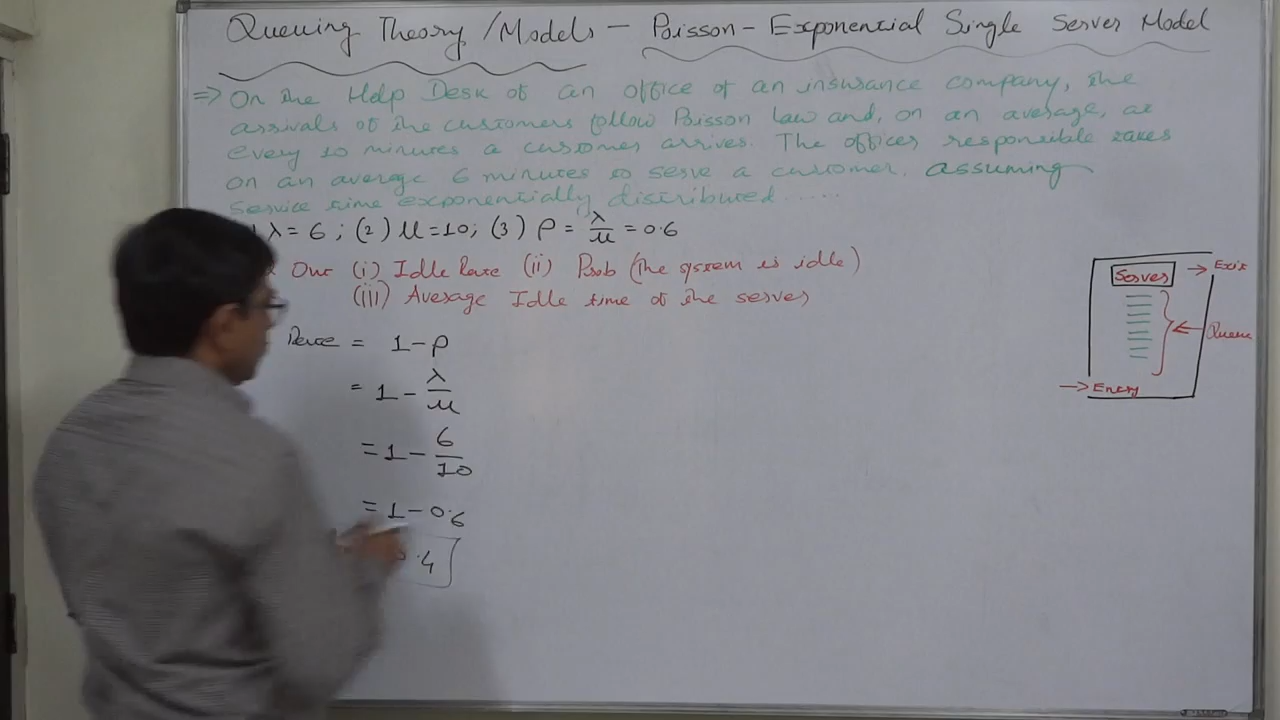 Queuing Theory/Models - Poisson-Exponential Single Server Model
=> On the Help Desk of an office of an insurance company, the
arrivals of the customers follow Poisson law and, on an average, at
every 10 minutes a customer arrives. The officer responsible takes
on an average 6 minutes to serve a customer. assuming
service time exponentially distributed......
λ = 6 ; (2) μ = 10; (3) ρ = λ/μ = 0.6
Out (i) Idle Rate (ii) Prob (the system is idle)
(iii) Average Idle time of the server
Rate = 1 - ρ
= 1 - λ/μ
= 1 - 6/10
= 1 - 0.6
0.4
Server → Exit
← Queue
→ Entry